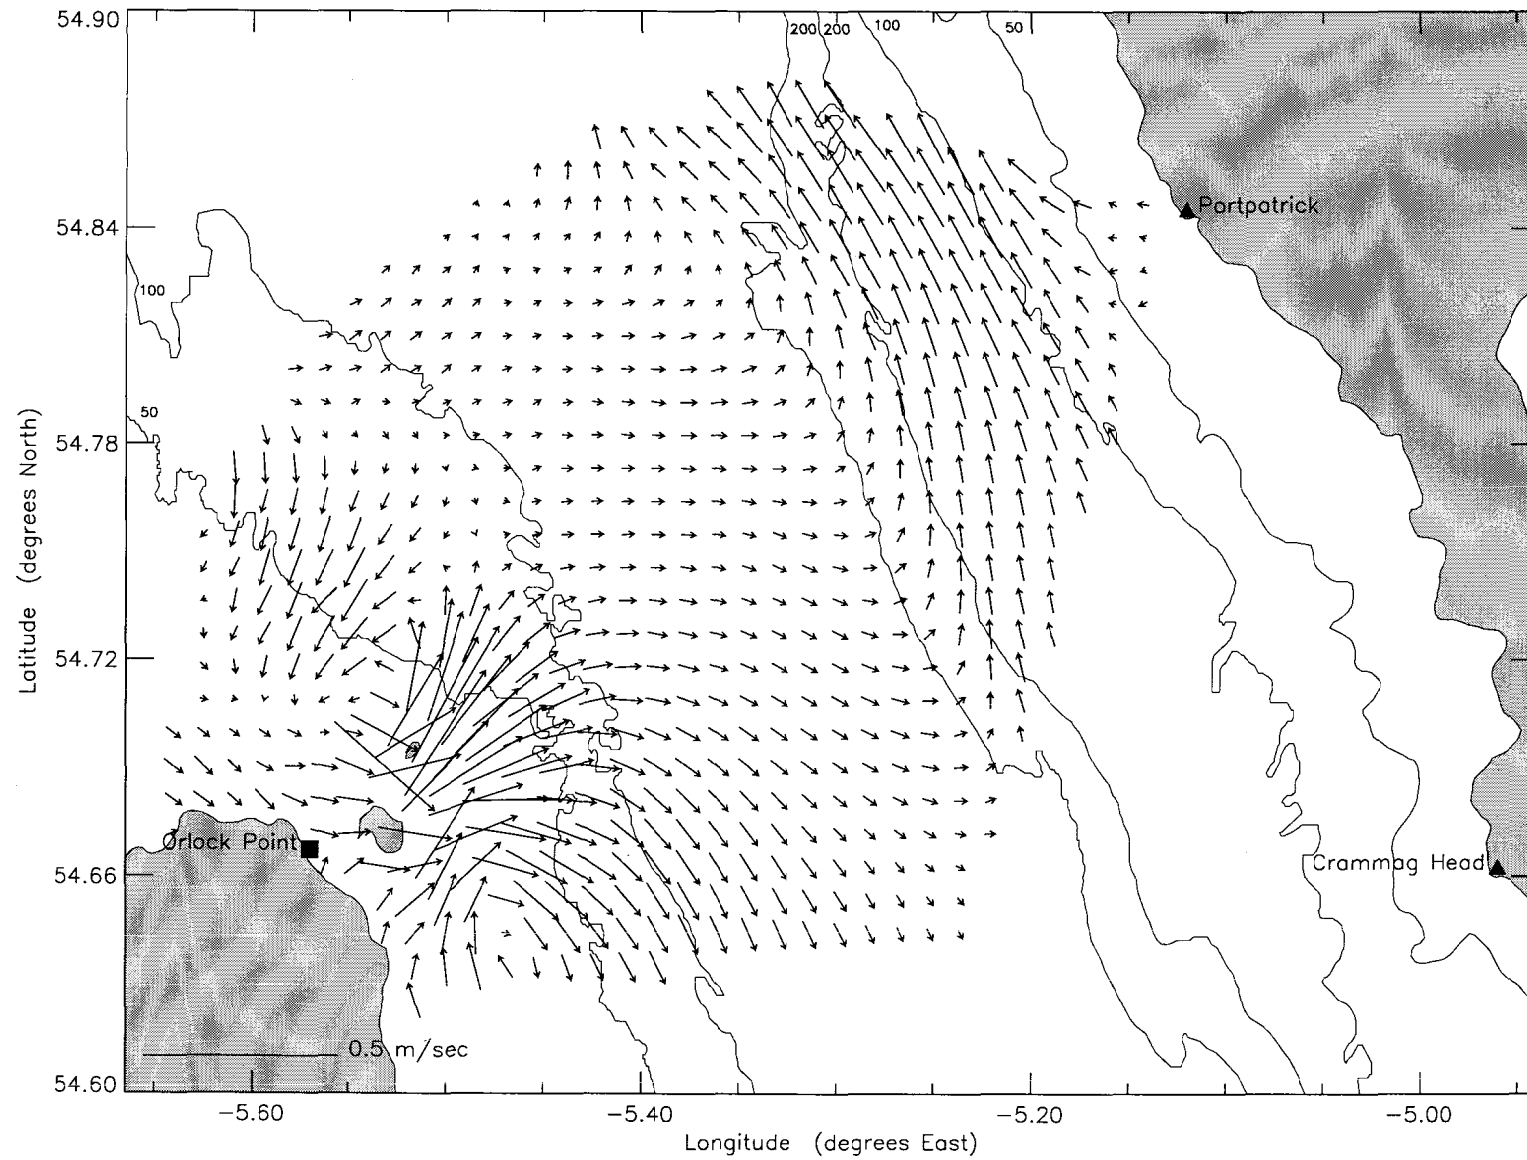 54.90
200 200 100 50
Portpatrick
54.84
100
50
54.78
Latitude (degrees North)
54.72
Orlock Point
54.66
Crammag Head
0.5 m/sec
54.60
−5.60 −5.40 −5.20 −5.00
Longitude (degrees East)